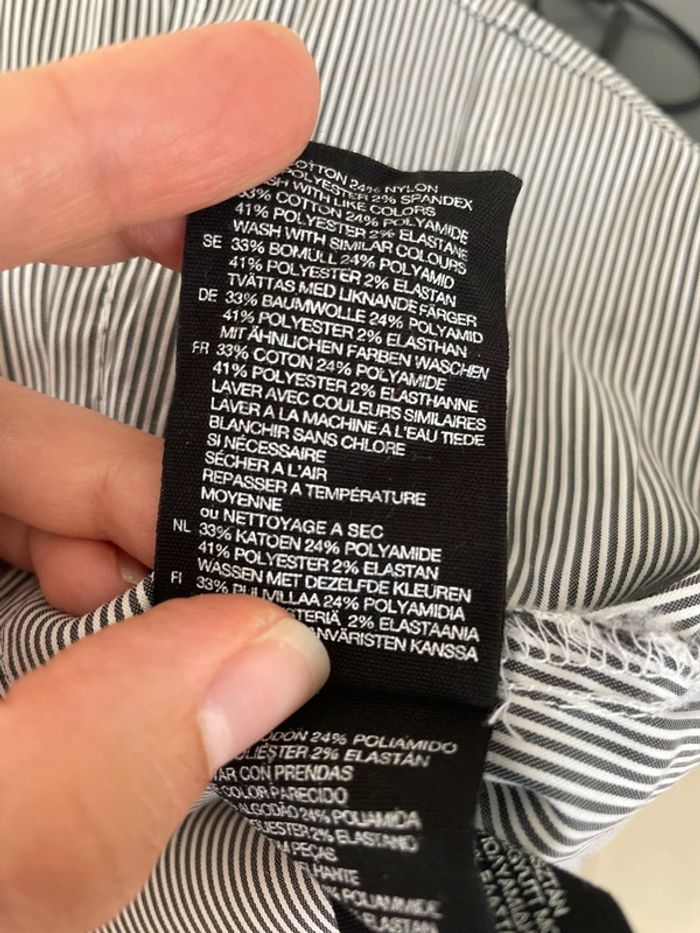 COTTON 24% NYLON
POLYESTER 2% SPANDEX
WITH LIKE COLORS
33% COTTON 24% POLYAMIDE
41% POLYESTER 2% ELASTANE
WASH WITH SIMILAR COLOURS
SE 33% BOMULL 24% POLYAMID
41% POLYESTER 2% ELASTAN
TVÄTTAS MED LIKNANDE FÄRGER
DE 33% BAUMWOLLE 24% POLYAMID
41% POLYESTER 2% ELASTHAN
MIT ÄHNLICHEN FARBEN WASCHEN
FR 33% COTON 24% POLYAMIDE
41% POLYESTER 2% ELASTHANNE
LAVER AVEC COULEURS SIMILAIRES
LAVER A LA MACHINE A L'EAU TIEDE
BLANCHIR SANS CHLORE
SI NÉCESSAIRE
SÉCHER A L'AIR
REPASSER A TEMPÉRATURE
MOYENNE
ou NETTOYAGE A SEC
NL 33% KATOEN 24% POLYAMIDE
41% POLYESTER 2% ELASTAN
WASSEN MET DEZELFDE KLEUREN
FI 33% PUUVILLAA 24% POLYAMIDIA
2% ELASTAANIA
KANSSA
24% POLIAMIDO
POLIÉSTER 2% ELASTÁN
CON PRENDAS
COLOR PARECIDO
ALGODÃO 24% POLIAMIDA
2% ELASTANO
PEÇAS